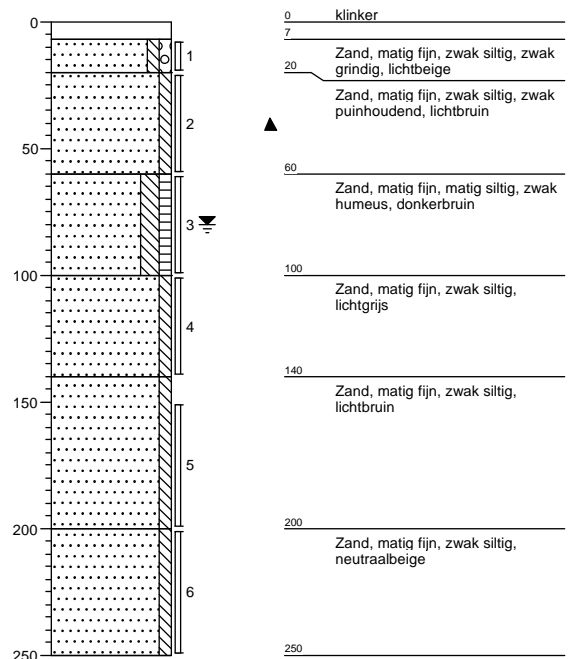 0
50
100
150
200
250
1
2
3
4
5
6
0
klinker
7
Zand, matig fijn, zwak siltig, zwak
grindig, lichtbeige
20
Zand, matig fijn, zwak siltig, zwak
puinhoudend, lichtbruin
60
Zand, matig fijn, matig siltig, zwak
humeus, donkerbruin
100
Zand, matig fijn, zwak siltig,
lichtgrijs
140
Zand, matig fijn, zwak siltig,
lichtbruin
200
Zand, matig fijn, zwak siltig,
neutraalbeige
250